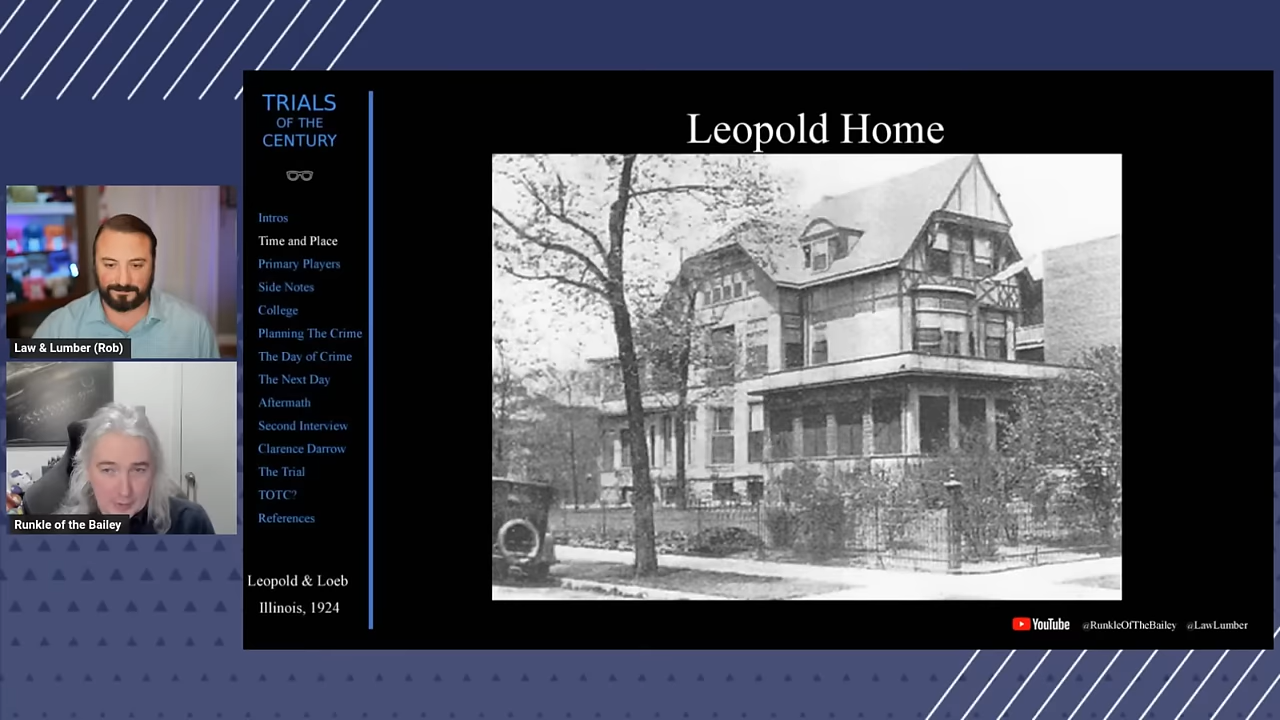 TRIALS
OF THE
CENTURY
Intros
Time and Place
Primary Players
Side Notes
College
Planning The Crime
The Day of Crime
The Next Day
Aftermath
Second Interview
Clarence Darrow
The Trial
TOTC?
References
Leopold & Loeb
Illinois, 1924
Leopold Home
Law & Lumber (Rob)
Runkle of the Bailey
YouTube @RunkleOfTheBailey @LawLumber